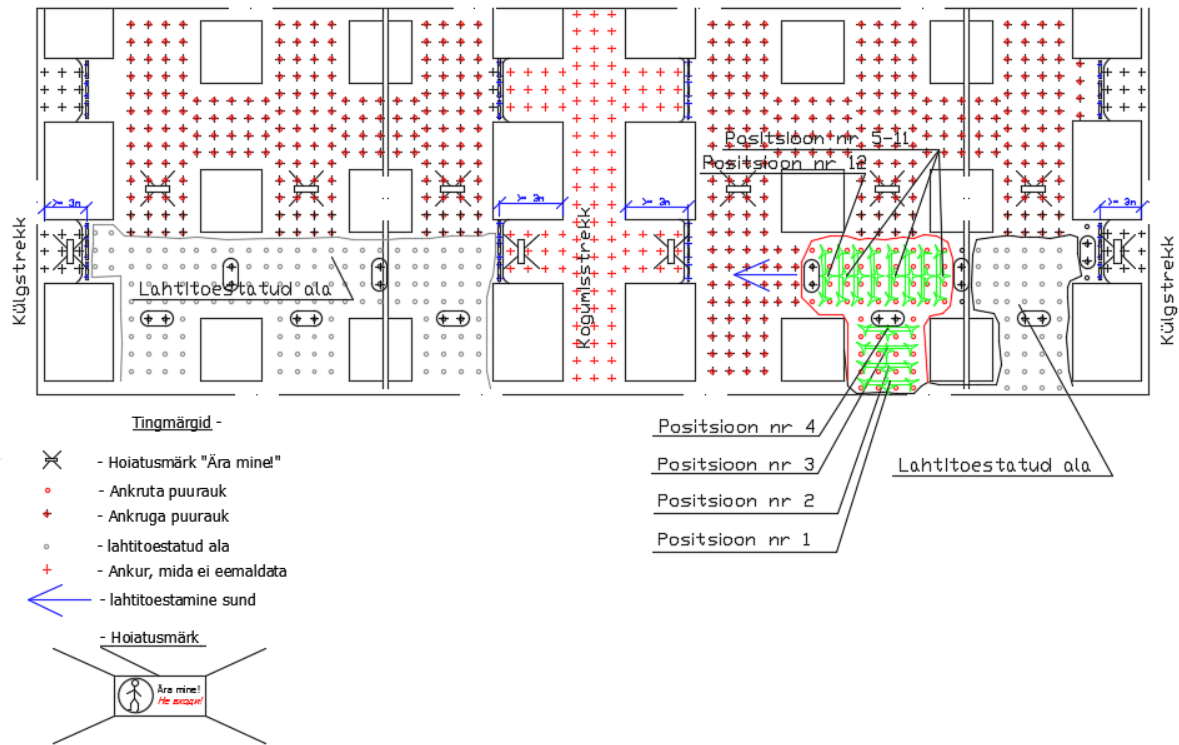 Positsioon nr 5-11
Positsioon nr 12
>= 3m
>= 3m
>= 3m
>= 3m
Külgstrekk
Kogumisstrekk
Külgstrekk
Lahtitoestatud ala
Positsioon nr 4
Positsioon nr 3
Positsioon nr 2
Positsioon nr 1
Lahtitoestatud ala
Tingmärgid -
- Hoiatusmärk "Ära mine!"
- Ankruta puurauk
- Ankruga puurauk
- lahtitoestatud ala
- Ankur, mida ei eemaldata
- lahtitoestamine sund
- Hoiatusmärk
Ära mine!
Не входи!